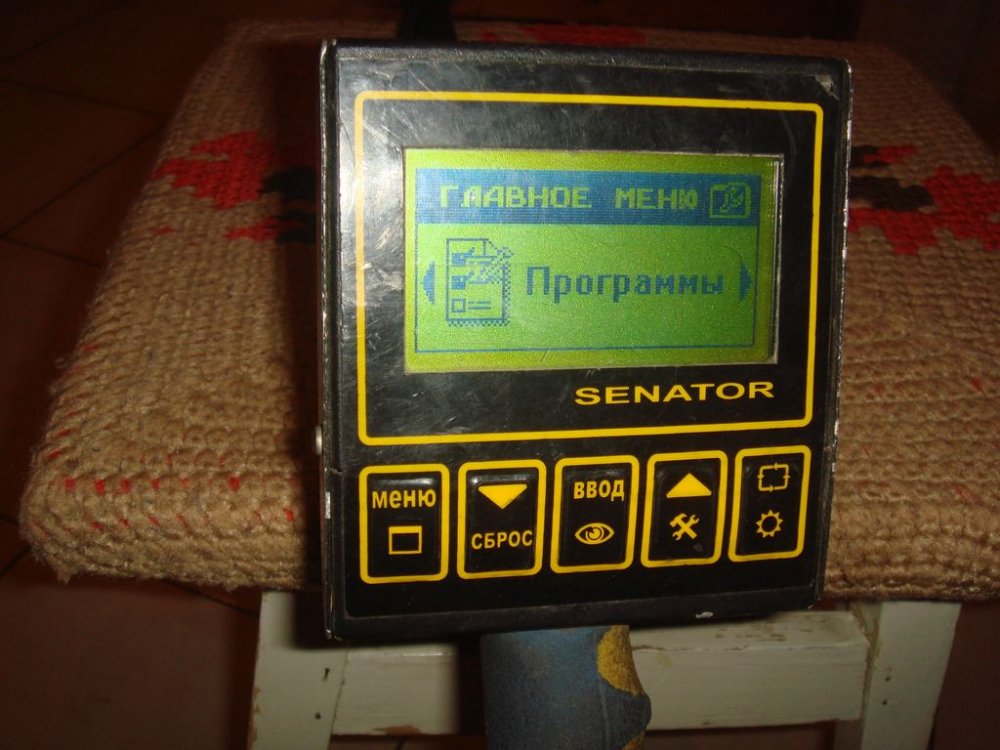 ГЛАВНОЕ МЕНЮ
Программы
SENATOR
меню
СБРОС
ВВОД